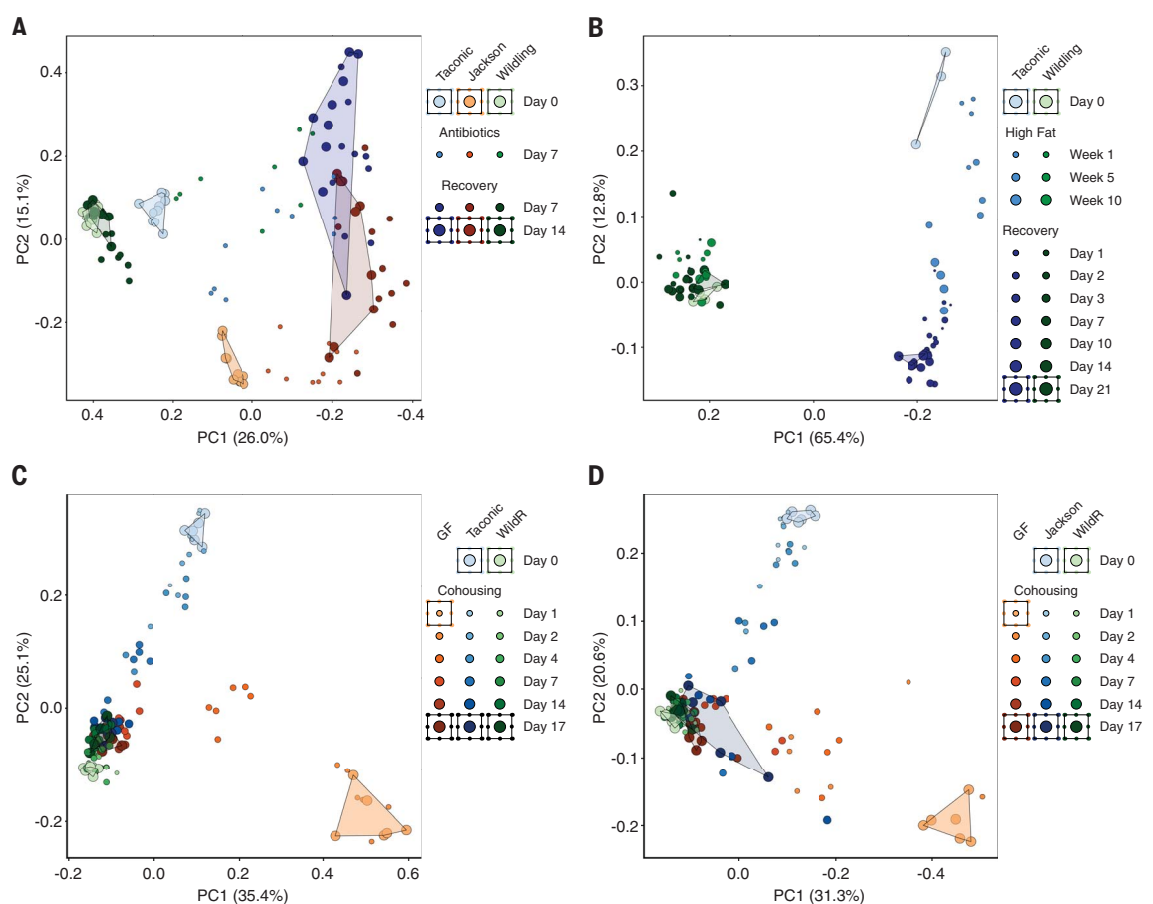 A
Taconic Jackson Wildling
Day 0
Antibiotics
Day 7
Recovery
Day 7
Day 14
0.4
0.2
0.0
-0.2
PC2 (15.1%)
0.4 0.2 0.0 -0.2 -0.4
PC1 (26.0%)
B
Taconic Wildling
Day 0
High Fat
Week 1
Week 5
Week 10
Recovery
Day 1
Day 2
Day 3
Day 7
Day 10
Day 14
Day 21
0.3
0.2
0.1
0.0
-0.1
PC2 (12.8%)
0.2 0.0 -0.2
PC1 (65.4%)
C
GF Taconic WildR
Day 0
Cohousing
Day 1
Day 2
Day 4
Day 7
Day 14
Day 17
0.2
0.0
-0.2
PC2 (25.1%)
-0.2 0.0 0.2 0.4 0.6
PC1 (35.4%)
D
GF Jackson WildR
Day 0
Cohousing
Day 1
Day 2
Day 4
Day 7
Day 14
Day 17
0.2
0.1
0.0
-0.1
-0.2
PC2 (20.6%)
0.0 -0.2 -0.4
PC1 (31.3%)